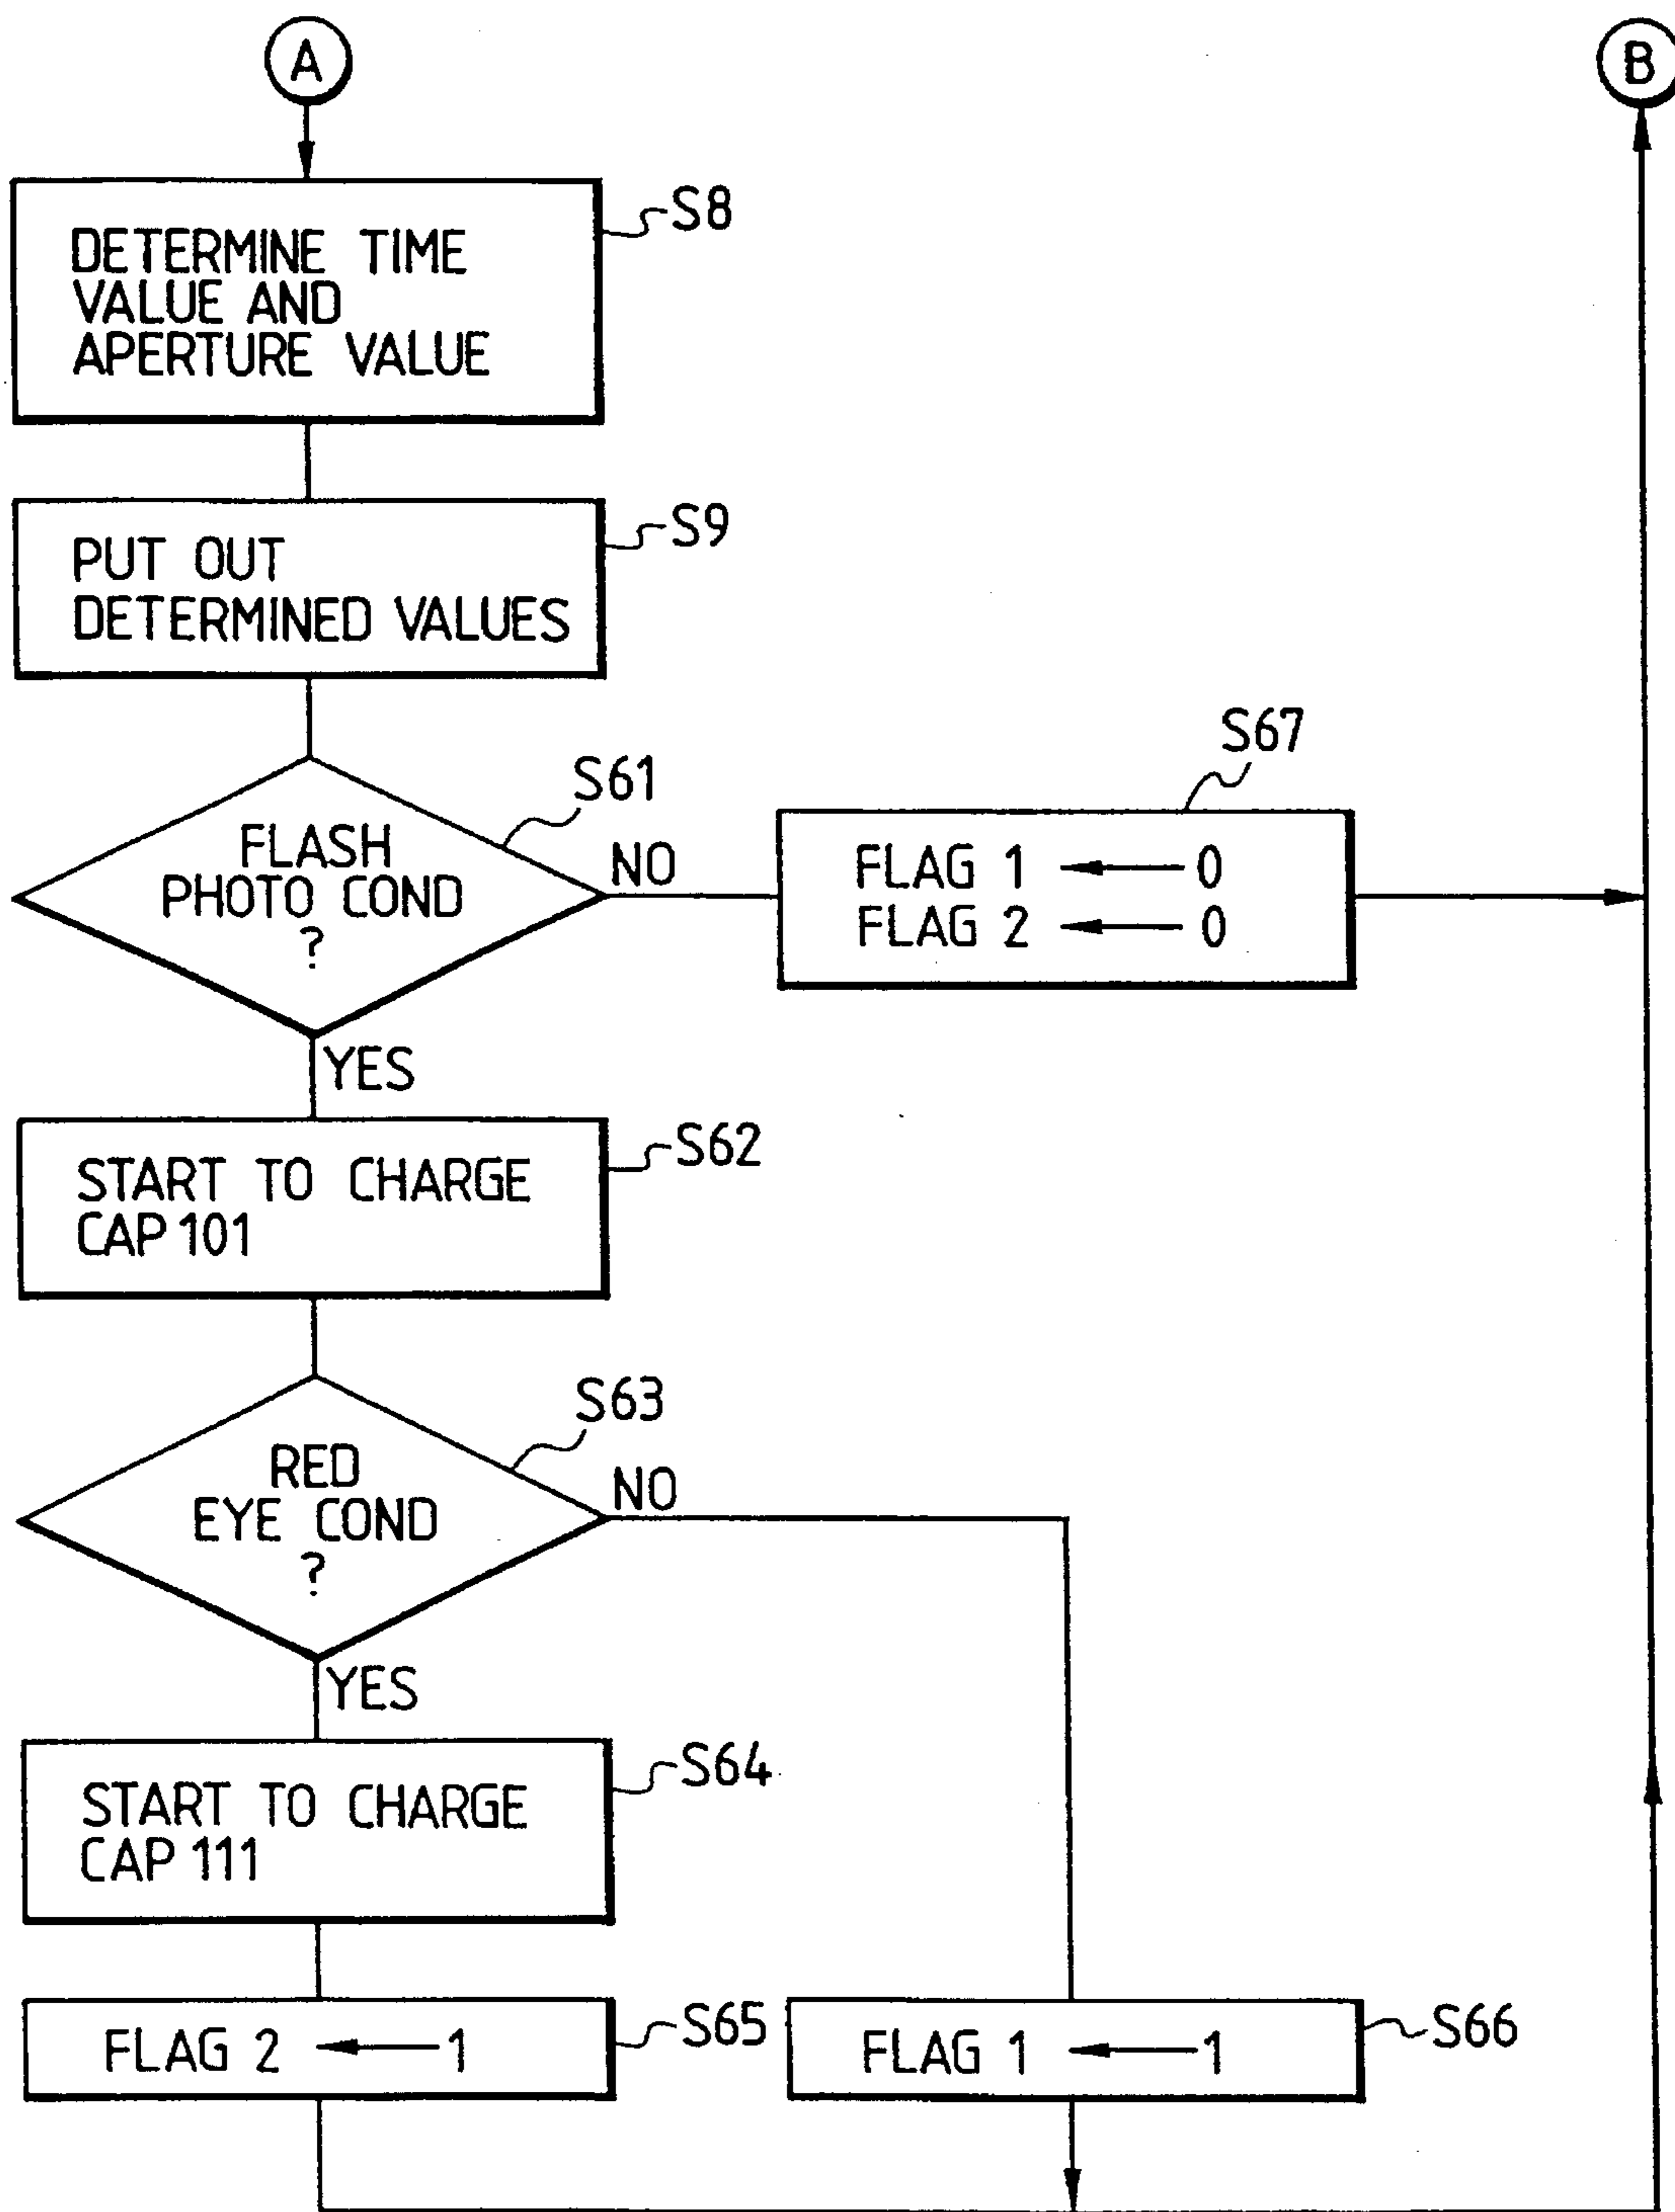 A
B
S8
DETERMINE TIME
VALUE AND
APERTURE VALUE
S9
PUT OUT
DETERMINED VALUES
S61
FLASH
PHOTO COND
?
NO
YES
S67
FLAG 1 ← 0
FLAG 2 ← 0
S62
START TO CHARGE
CAP 101
S63
RED
EYE COND
?
NO
YES
S64
START TO CHARGE
CAP 111
S65
FLAG 2 ← 1
S66
FLAG 1 ← 1